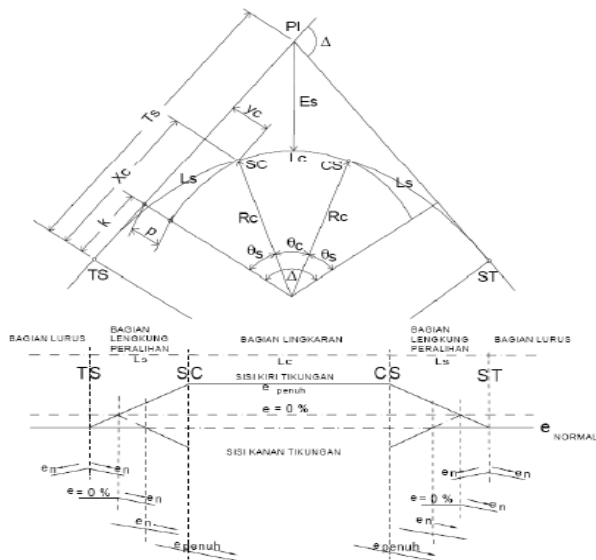 PI
Δ
Ts
Es
yc
Xc
SC
Lc
CS
Ls
Ls
k
p
Rc
Rc
θs
θc
θs
Δ
TS
ST
BAGIAN LURUS
BAGIAN LENGKUNG PERALIHAN
BAGIAN LINGKARAN
BAGIAN LENGKUNG PERALIHAN
BAGIAN LURUS
Ls
Lc
Ls
TS
SC
CS
ST
SISI KIRI TIKUNGAN
e penuh
e = 0 %
e NORMAL
SISI KANAN TIKUNGAN
en
en
en
en
e = 0 %
en
e = 0 %
en
en
en
e penuh
e penuh